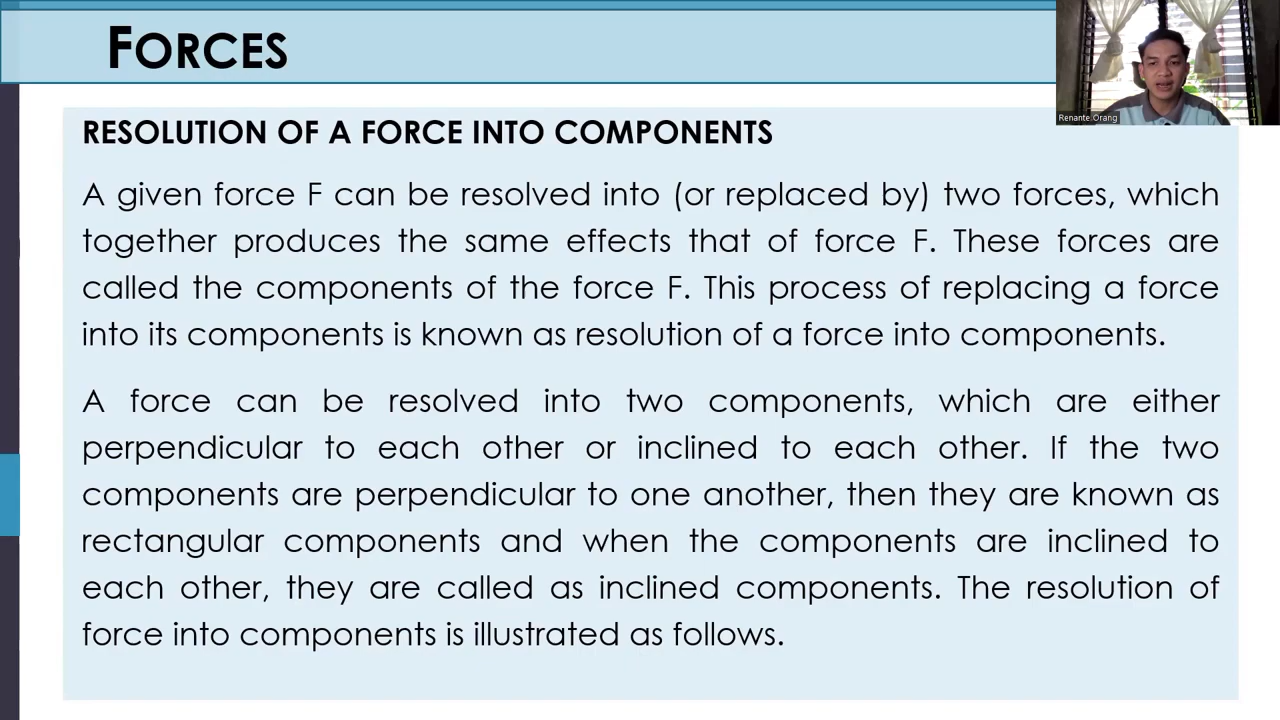 FORCES
Renante Orang
RESOLUTION OF A FORCE INTO COMPONENTS
A given force F can be resolved into (or replaced by) two forces, which
together produces the same effects that of force F. These forces are
called the components of the force F. This process of replacing a force
into its components is known as resolution of a force into components.
A force can be resolved into two components, which are either
perpendicular to each other or inclined to each other. If the two
components are perpendicular to one another, then they are known as
rectangular components and when the components are inclined to
each other, they are called as inclined components. The resolution of
force into components is illustrated as follows.